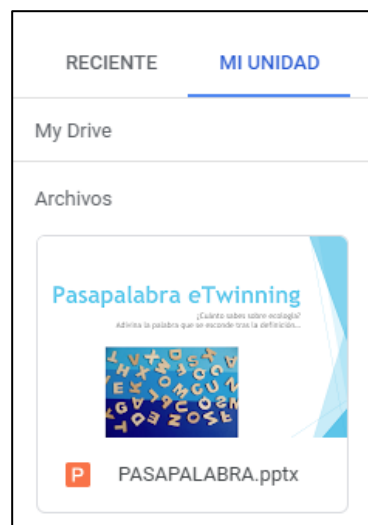 RECIENTE MI UNIDAD
My Drive
Archivos
Pasapalabra eTwinning
¿Cuánto sabes sobre ecología?
Adivina la palabra que se esconde tras la definición...
P PASAPALABRA.pptx